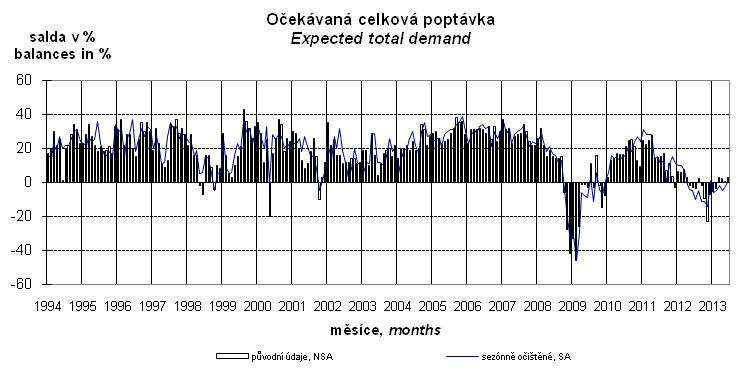 Očekávaná celková poptávka
Expected total demand
salda v %
balances in %
60
40
20
0
-20
-40
-60
1994 1995 1996 1997 1998 1999 2000 2001 2002 2003 2004 2005 2006 2007 2008 2009 2010 2011 2012 2013
měsíce, months
původní údaje, NSA
sezónně očištěné, SA